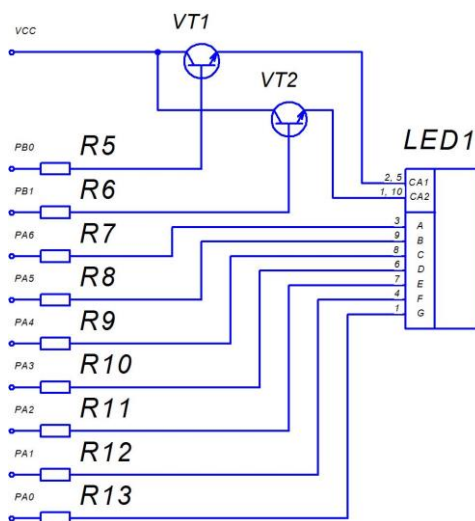 VT1
VCC
VT2
LED1
PB0 R5
2, 5 CA1
1, 10 CA2
PB1 R6
3 A
PA6 R7
9 B
8 C
PA5 R8
6 D
7 E
4 F
PA4 R9
1 G
PA3 R10
PA2 R11
PA1 R12
PA0 R13